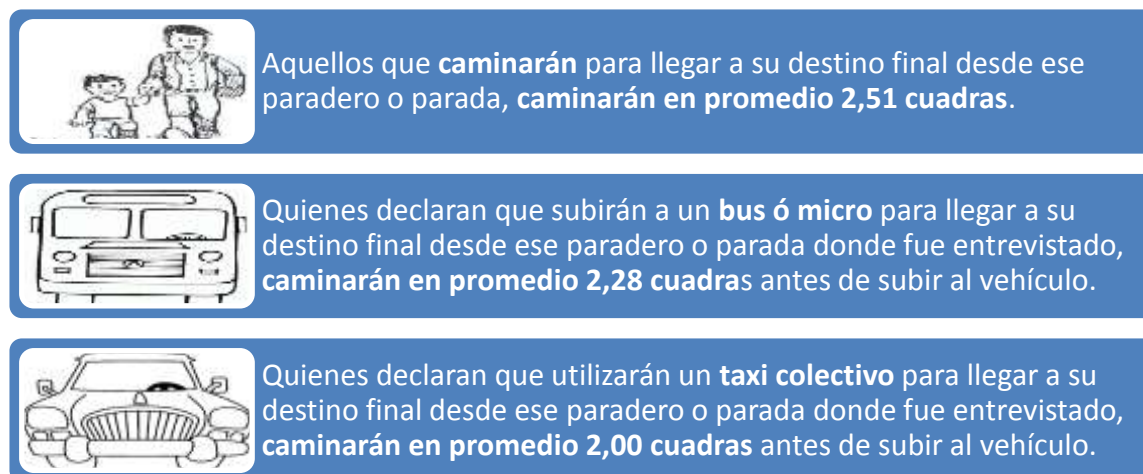 Aquellos que caminarán para llegar a su destino final desde ese
paradero o parada, caminarán en promedio 2,51 cuadras.
Quienes declaran que subirán a un bus ó micro para llegar a su
destino final desde ese paradero o parada donde fue entrevistado,
caminarán en promedio 2,28 cuadras antes de subir al vehículo.
Quienes declaran que utilizarán un taxi colectivo para llegar a su
destino final desde ese paradero o parada donde fue entrevistado,
caminarán en promedio 2,00 cuadras antes de subir al vehículo.